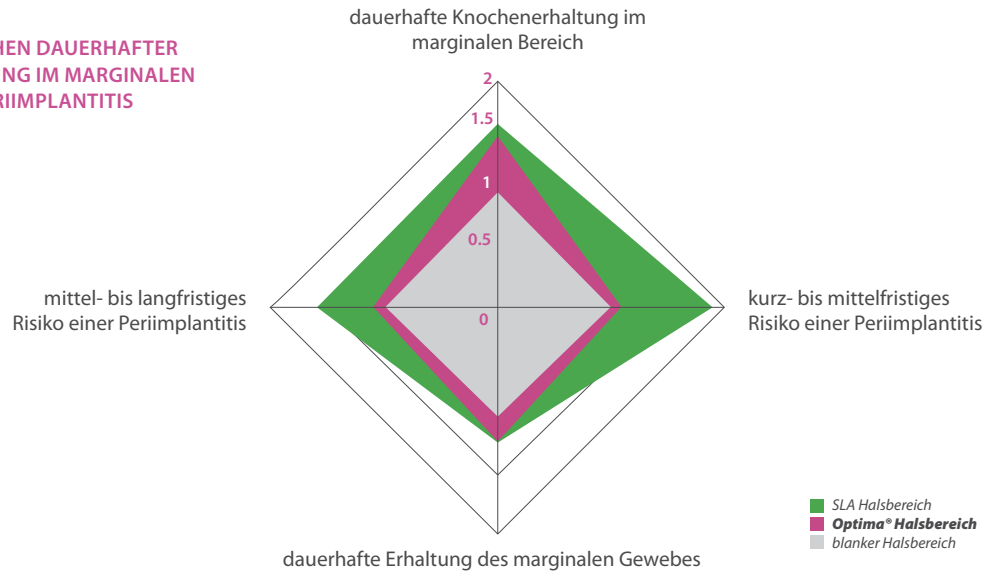 dauerhafte Knochenerhaltung im
marginalen Bereich
HEN DAUERHAFTER
NG IM MARGINALEN
RIIMPLANTITIS
2
1.5
1
0.5
0
mittel- bis langfristiges
Risiko einer Periimplantitis
kurz- bis mittelfristiges
Risiko einer Periimplantitis
dauerhafte Erhaltung des marginalen Gewebes
SLA Halsbereich
Optima® Halsbereich
blanker Halsbereich